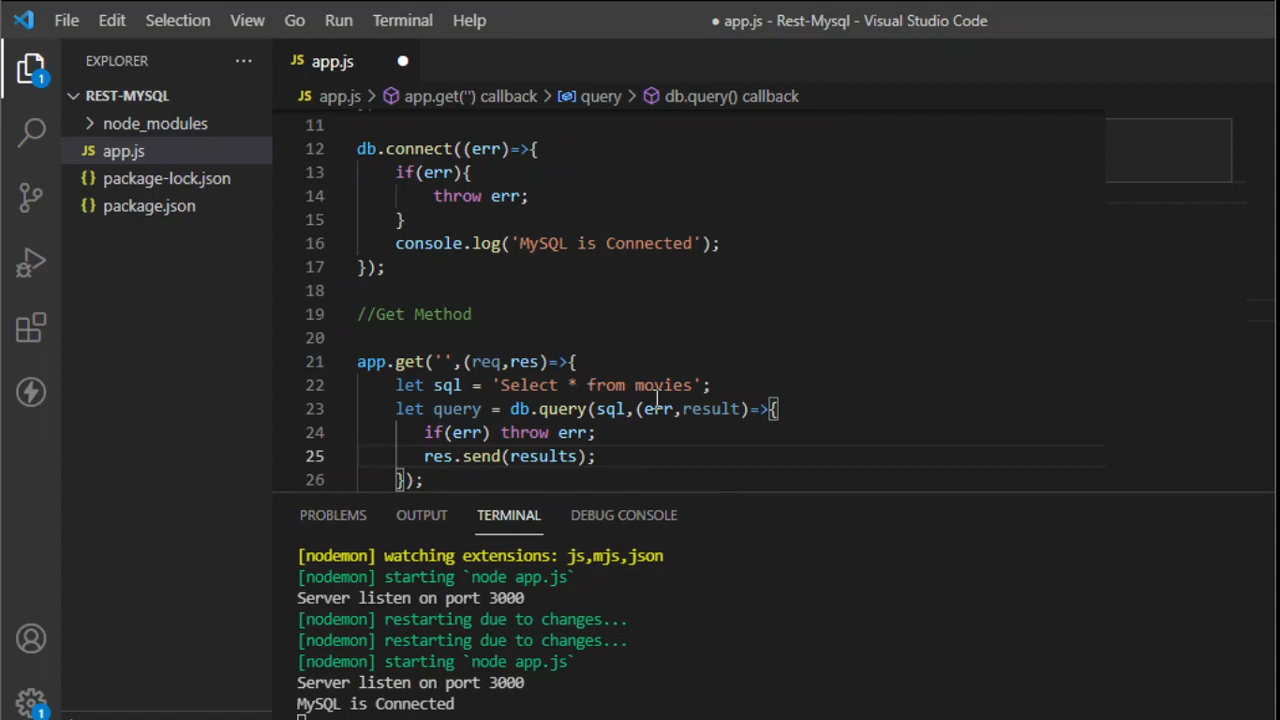 File Edit Selection View Go Run Terminal Help
● app.js - Rest-Mysql - Visual Studio Code
EXPLORER ···
REST-MYSQL
node_modules
JS app.js
{} package-lock.json
{} package.json
1
1
JS app.js ●
JS app.js > app.get('') callback > query > db.query() callback
11
12 db.connect((err)=>{
13 if(err){
14 throw err;
15 }
16 console.log('MySQL is Connected');
17 });
18
19 //Get Method
20
21 app.get('',(req,res)=>{
22 let sql = 'Select * from movies';
23 let query = db.query(sql,(err,result)=>{
24 if(err) throw err;
25 res.send(results);
26 });
PROBLEMS OUTPUT TERMINAL DEBUG CONSOLE
[nodemon] watching extensions: js,mjs,json
[nodemon] starting `node app.js`
Server listen on port 3000
[nodemon] restarting due to changes...
[nodemon] restarting due to changes...
[nodemon] starting `node app.js`
Server listen on port 3000
MySQL is Connected